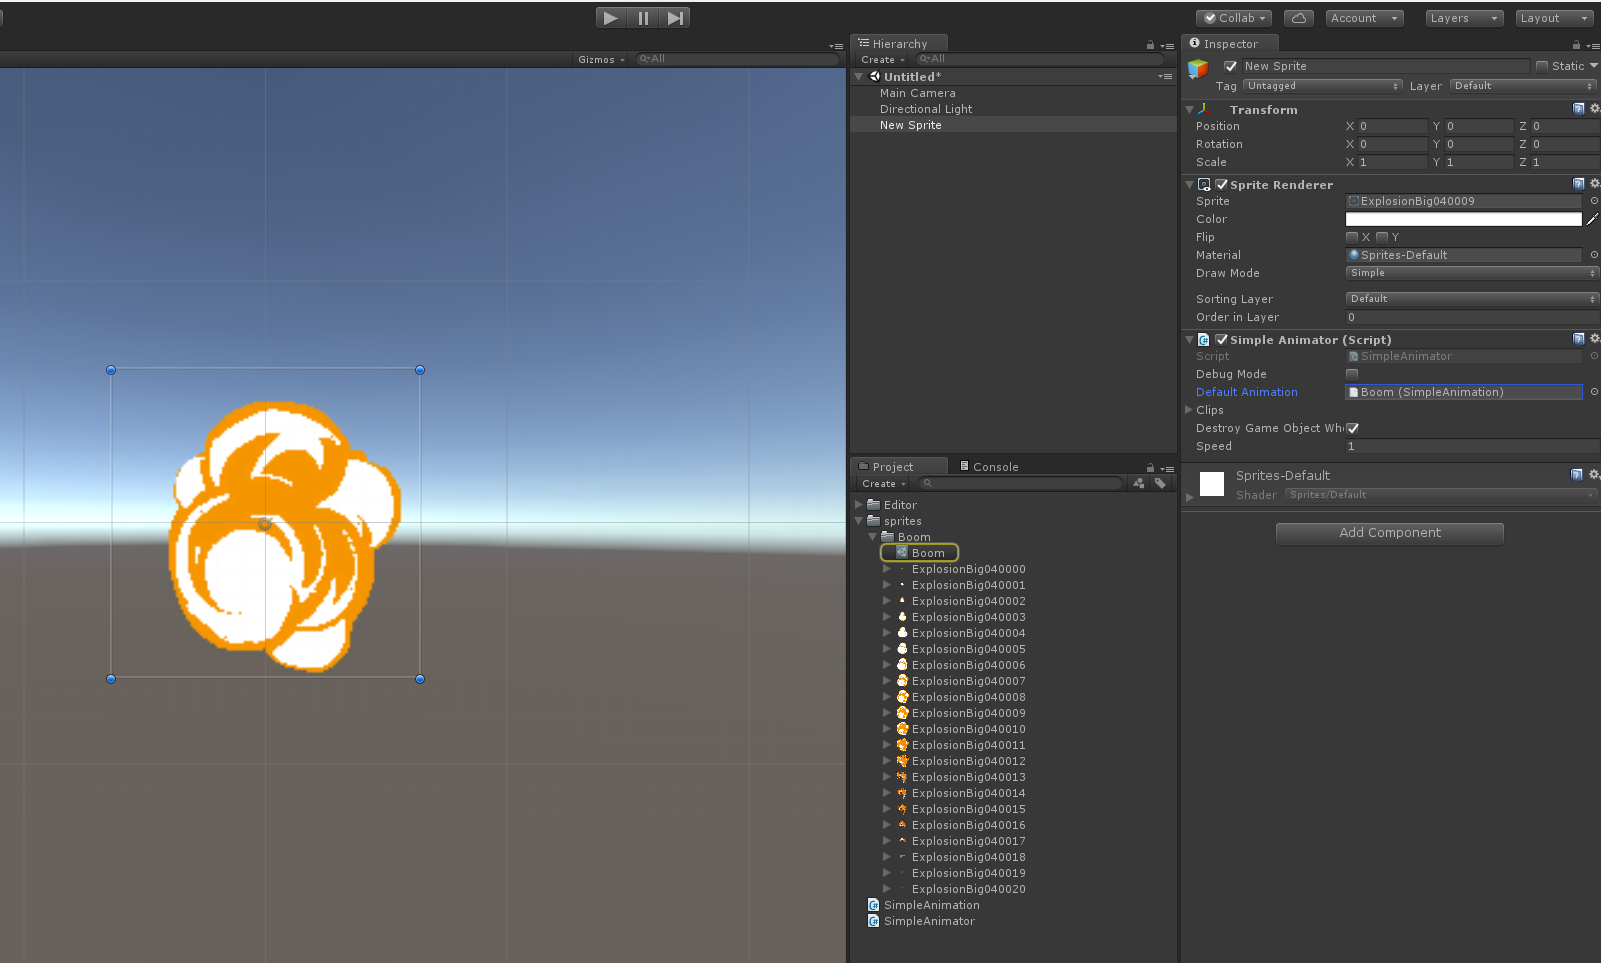 Collab
Account
Layers
Layout
Gizmos
All
Hierarchy
Create
All
Untitled*
Main Camera
Directional Light
New Sprite
Project
Console
Create
Editor
sprites
Boom
Boom
ExplosionBig040000
ExplosionBig040001
ExplosionBig040002
ExplosionBig040003
ExplosionBig040004
ExplosionBig040005
ExplosionBig040006
ExplosionBig040007
ExplosionBig040008
ExplosionBig040009
ExplosionBig040010
ExplosionBig040011
ExplosionBig040012
ExplosionBig040013
ExplosionBig040014
ExplosionBig040015
ExplosionBig040016
ExplosionBig040017
ExplosionBig040018
ExplosionBig040019
ExplosionBig040020
SimpleAnimation
SimpleAnimator
Inspector
New Sprite Static
Tag Untagged Layer Default
Transform
Position X 0 Y 0 Z 0
Rotation X 0 Y 0 Z 0
Scale X 1 Y 1 Z 1
Sprite Renderer
Sprite ExplosionBig040009
Color
Flip X Y
Material Sprites-Default
Draw Mode Simple
Sorting Layer Default
Order in Layer 0
Simple Animator (Script)
Script SimpleAnimator
Debug Mode
Default Animation Boom (SimpleAnimation)
Clips
Destroy Game Object Wh
Speed 1
Sprites-Default
Shader Sprites/Default
Add Component